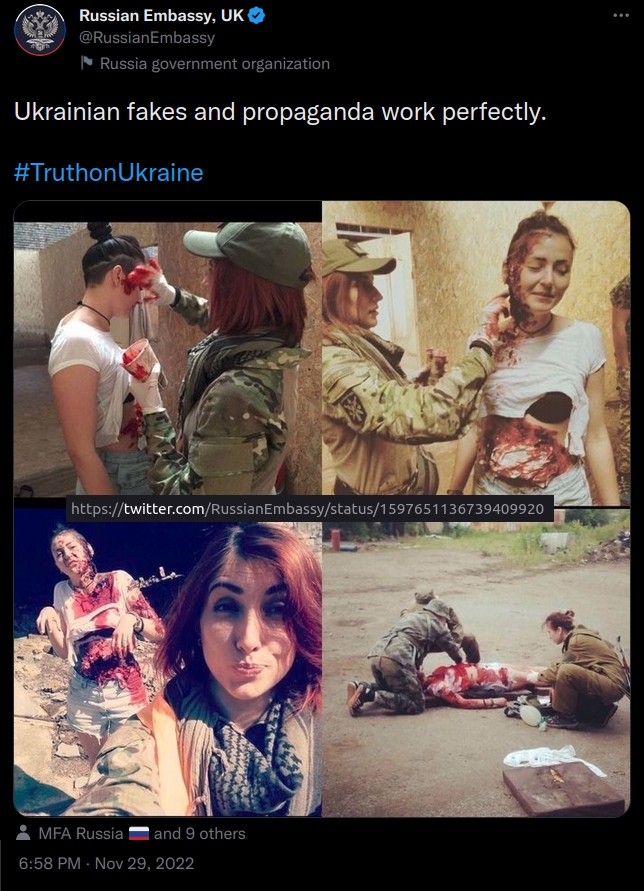 Russian Embassy, UK
@RussianEmbassy
Russia government organization
Ukrainian fakes and propaganda work perfectly.
#TruthonUkraine
https://twitter.com/RussianEmbassy/status/1597651136739409920
MFA Russia 🇷🇺 and 9 others
6:58 PM · Nov 29, 2022